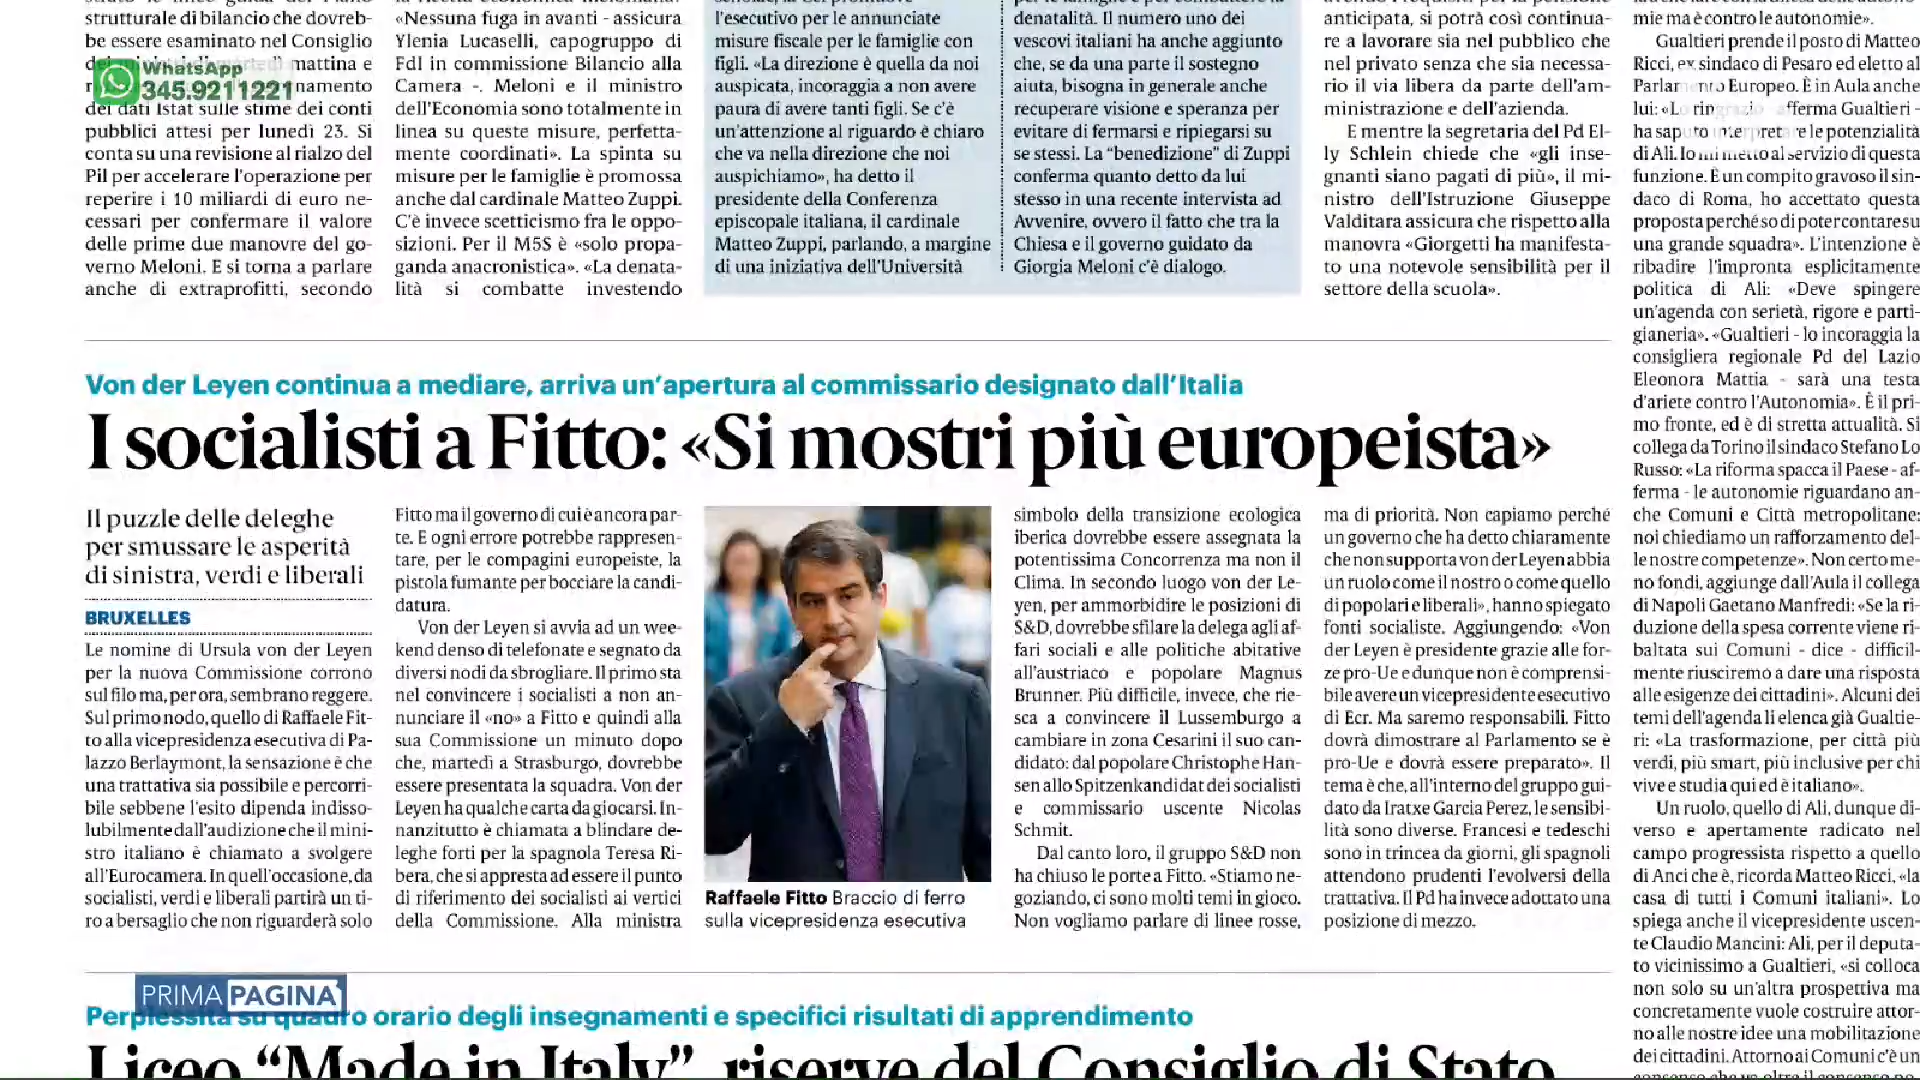 strutturale di bilancio che dovreb-
be essere esaminato nel Consiglio
mattina e
namento
dei dati Istat sulle stime dei conti
pubblici attesi per lunedì 23. Si
conta su una revisione al rialzo del
Pil per accelerare l'operazione per
reperire i 10 miliardi di euro ne-
cessari per confermare il valore
delle prime due manovre del go-
verno Meloni. E si torna a parlare
anche di extraprofitti, secondo
WhatsApp
345.9211221
«Nessuna fuga in avanti - assicura
Ylenia Lucaselli, capogruppo di
FdI in commissione Bilancio alla
Camera -. Meloni e il ministro
dell'Economia sono totalmente in
linea su queste misure, perfetta-
mente coordinati». La spinta su
misure per le famiglie è promossa
anche dal cardinale Matteo Zuppi.
C'è invece scetticismo fra le oppo-
sizioni. Per il M5S è «solo propa-
ganda anacronistica». «La denata-
lità si combatte investendo
l'esecutivo per le annunciate
misure fiscale per le famiglie con
figli. «La direzione è quella da noi
auspicata, incoraggia a non avere
paura di avere tanti figli. Se c'è
un'attenzione al riguardo è chiaro
che va nella direzione che noi
auspichiamo», ha detto il
presidente della Conferenza
episcopale italiana, il cardinale
Matteo Zuppi, parlando, a margine
di una iniziativa dell'Università
denatalità. Il numero uno dei
vescovi italiani ha anche aggiunto
che, se da una parte il sostegno
aiuta, bisogna in generale anche
recuperare visione e speranza per
evitare di fermarsi e ripiegarsi su
se stessi. La "benedizione" di Zuppi
conferma quanto detto da lui
stesso in una recente intervista ad
Avvenire, ovvero il fatto che tra la
Chiesa e il governo guidato da
Giorgia Meloni c'è dialogo.
anticipata, si potrà così continua-
re a lavorare sia nel pubblico che
nel privato senza che sia necessa-
rio il via libera da parte dell'am-
ministrazione e dell'azienda.
E mentre la segretaria del Pd El-
ly Schlein chiede che «gli inse-
gnanti siano pagati di più», il mi-
nistro dell'Istruzione Giuseppe
Valditara assicura che rispetto alla
manovra «Giorgetti ha manifesta-
to una notevole sensibilità per il
settore della scuola».
Von der Leyen continua a mediare, arriva un'apertura al commissario designato dall'Italia
I socialisti a Fitto: «Si mostri più europeista»
Il puzzle delle deleghe
per smussare le asperità
di sinistra, verdi e liberali
BRUXELLES
Le nomine di Ursula von der Leyen
per la nuova Commissione corrono
sul filo ma, per ora, sembrano reggere.
Sul primo nodo, quello di Raffaele Fit-
to alla vicepresidenza esecutiva di Pa-
lazzo Berlaymont, la sensazione è che
una trattativa sia possibile e percorri-
bile sebbene l'esito dipenda indisso-
lubilmente dall'audizione che il mini-
stro italiano è chiamato a svolgere
all'Eurocamera. In quell'occasione, da
socialisti, verdi e liberali partirà un ti-
ro a bersaglio che non riguarderà solo
Fitto ma il governo di cui è ancora par-
te. E ogni errore potrebbe rappresen-
tare, per le compagini europeiste, la
pistola fumante per bocciare la candi-
datura.
Von der Leyen si avvia ad un wee-
kend denso di telefonate e segnato da
diversi nodi da sbrogliare. Il primo sta
nel convincere i socialisti a non an-
nunciare il «no» a Fitto e quindi alla
sua Commissione un minuto dopo
che, martedì a Strasburgo, dovrebbe
essere presentata la squadra. Von der
Leyen ha qualche carta da giocarsi. In-
nanzitutto è chiamata a blindare de-
leghe forti per la spagnola Teresa Ri-
bera, che si appresta ad essere il punto
di riferimento dei socialisti ai vertici
della Commissione. Alla ministra
Raffaele Fitto Braccio di ferro
sulla vicepresidenza esecutiva
simbolo della transizione ecologica
iberica dovrebbe essere assegnata la
potentissima Concorrenza ma non il
Clima. In secondo luogo von der Le-
yen, per ammorbidire le posizioni di
S&D, dovrebbe sfilare la delega agli af-
fari sociali e alle politiche abitative
all'austriaco e popolare Magnus
Brunner. Più difficile, invece, che rie-
sca a convincere il Lussemburgo a
cambiare in zona Cesarini il suo can-
didato: dal popolare Christophe Han-
sen allo Spitzenkandidat dei socialisti
e commissario uscente Nicolas
Schmit.
Dal canto loro, il gruppo S&D non
ha chiuso le porte a Fitto. «Stiamo ne-
goziando, ci sono molti temi in gioco.
Non vogliamo parlare di linee rosse,
ma di priorità. Non capiamo perché
un governo che ha detto chiaramente
che non supporta von der Leyen abbia
un ruolo come il nostro o come quello
di popolari e liberali», hanno spiegato
fonti socialiste. Aggiungendo: «Von
der Leyen è presidente grazie alle for-
ze pro-Ue e dunque non è comprensi-
bile avere un vicepresidente esecutivo
di Ecr. Ma saremo responsabili. Fitto
dovrà dimostrare al Parlamento se è
pro-Ue e dovrà essere preparato». Il
tema è che, all'interno del gruppo gui-
dato da Iratxe Garcia Perez, le sensibi-
lità sono diverse. Francesi e tedeschi
sono in trincea da giorni, gli spagnoli
attendono prudenti l'evolversi della
trattativa. Il Pd ha invece adottato una
posizione di mezzo.
mie ma è contro le autonomie».
Gualtieri prende il posto di Matteo
Ricci, ex sindaco di Pesaro ed eletto al
Parlamento Europeo. È in Aula anche
lui: «Lo ringrazio - afferma Gualtieri -
ha saputo interpretare le potenzialità
di Ali. Io mi metto al servizio di questa
funzione. È un compito gravoso il sin-
daco di Roma, ho accettato questa
proposta perché so di poter contare su
una grande squadra». L'intenzione è
ribadire l'impronta esplicitamente
politica di Ali: «Deve spingere
un'agenda con serietà, rigore e parti-
gianeria». «Gualtieri - lo incoraggia la
consigliera regionale Pd del Lazio
Eleonora Mattia - sarà una testa
d'ariete contro l'Autonomia». È il pri-
mo fronte, ed è di stretta attualità. Si
collega da Torino il sindaco Stefano Lo
Russo: «La riforma spacca il Paese - af-
ferma - le autonomie riguardano an-
che Comuni e Città metropolitane:
noi chiediamo un rafforzamento del-
le nostre competenze». Non certo me-
no fondi, aggiunge dall'Aula il collega
di Napoli Gaetano Manfredi: «Se la ri-
duzione della spesa corrente viene ri-
baltata sui Comuni - dice - difficil-
mente riusciremo a dare una risposta
alle esigenze dei cittadini». Alcuni dei
temi dell'agenda li elenca già Gualtie-
ri: «La trasformazione, per città più
verdi, più smart, più inclusive per chi
vive e studia qui ed è italiano».
Un ruolo, quello di Ali, dunque di-
verso e apertamente radicato nel
campo progressista rispetto a quello
di Anci che è, ricorda Matteo Ricci, «la
casa di tutti i Comuni italiani». Lo
spiega anche il vicepresidente uscen-
te Claudio Mancini: Ali, per il deputa-
to vicinissimo a Gualtieri, «si colloca
non solo su un'altra prospettiva ma
concretamente vuole costruire attor-
no alle nostre idee una mobilitazione
dei cittadini. Attorno ai Comuni c'è un
PRIMA PAGINA
Perplessità su quadro orario degli insegnamenti e specifici risultati di apprendimento
Liceo "Made in Italy", riserve del Consiglio di Stato